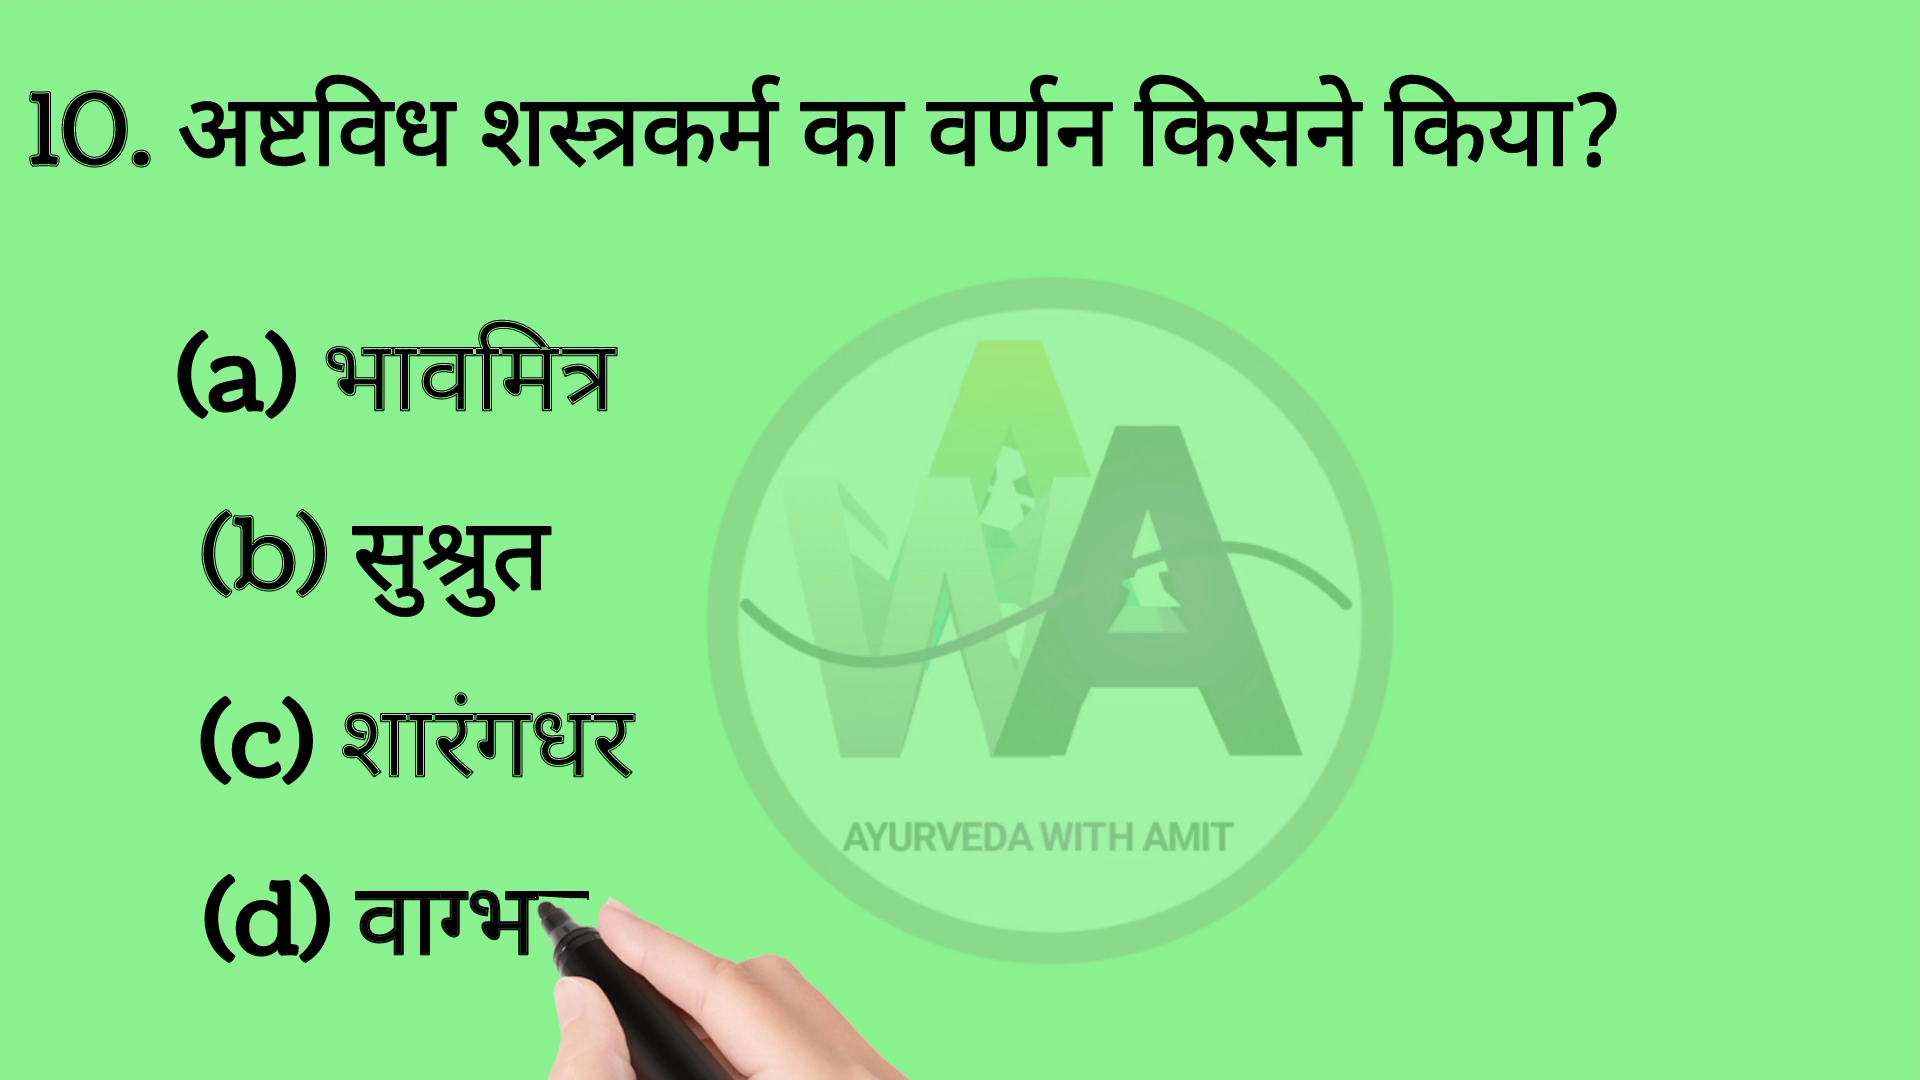 10. अष्टविध शस्त्रकर्म का वर्णन किसने किया?
(a) भावमित्र
(b) सुश्रुत
(c) शारंगधर
(d)
AYURVEDA WITH AMIT